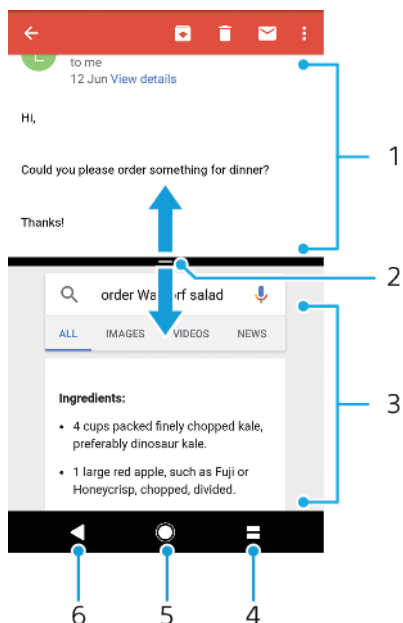 to me
12 Jun View details
Hi,
1
Could you please order something for dinner?
Thanks!
2
order Wa rf salad
ALL IMAGES VIDEOS NEWS
3
Ingredients:
• 4 cups packed finely chopped kale,
preferably dinosaur kale.
• 1 large red apple, such as Fuji or
Honeycrisp, chopped, divided.
6 5 4